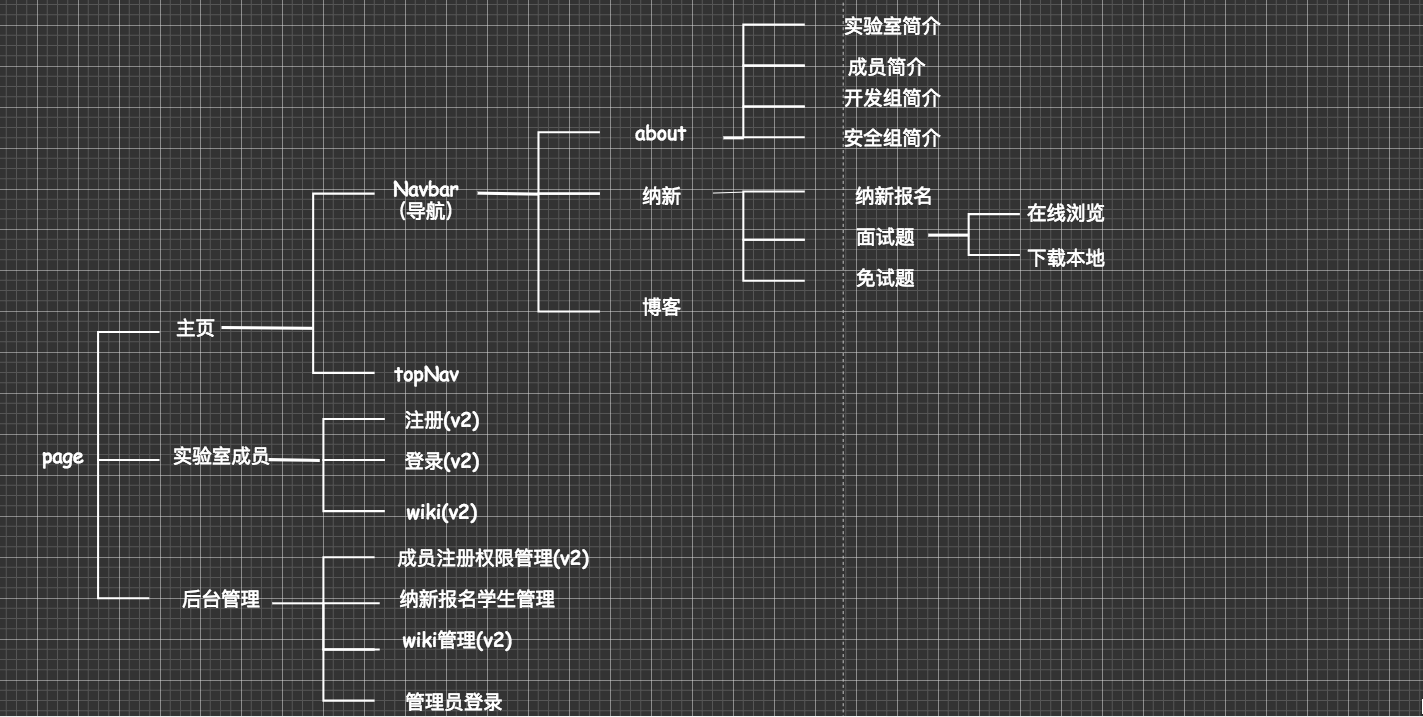 实验室简介
成员简介
开发组简介
about
安全组简介
Navbar
(导航)
纳新
纳新报名
在线浏览
面试题
下载本地
免试题
博客
主页
topNav
注册(v2)
page
实验室成员
登录(v2)
wiki(v2)
成员注册权限管理(v2)
后台管理
纳新报名学生管理
wiki管理(v2)
管理员登录